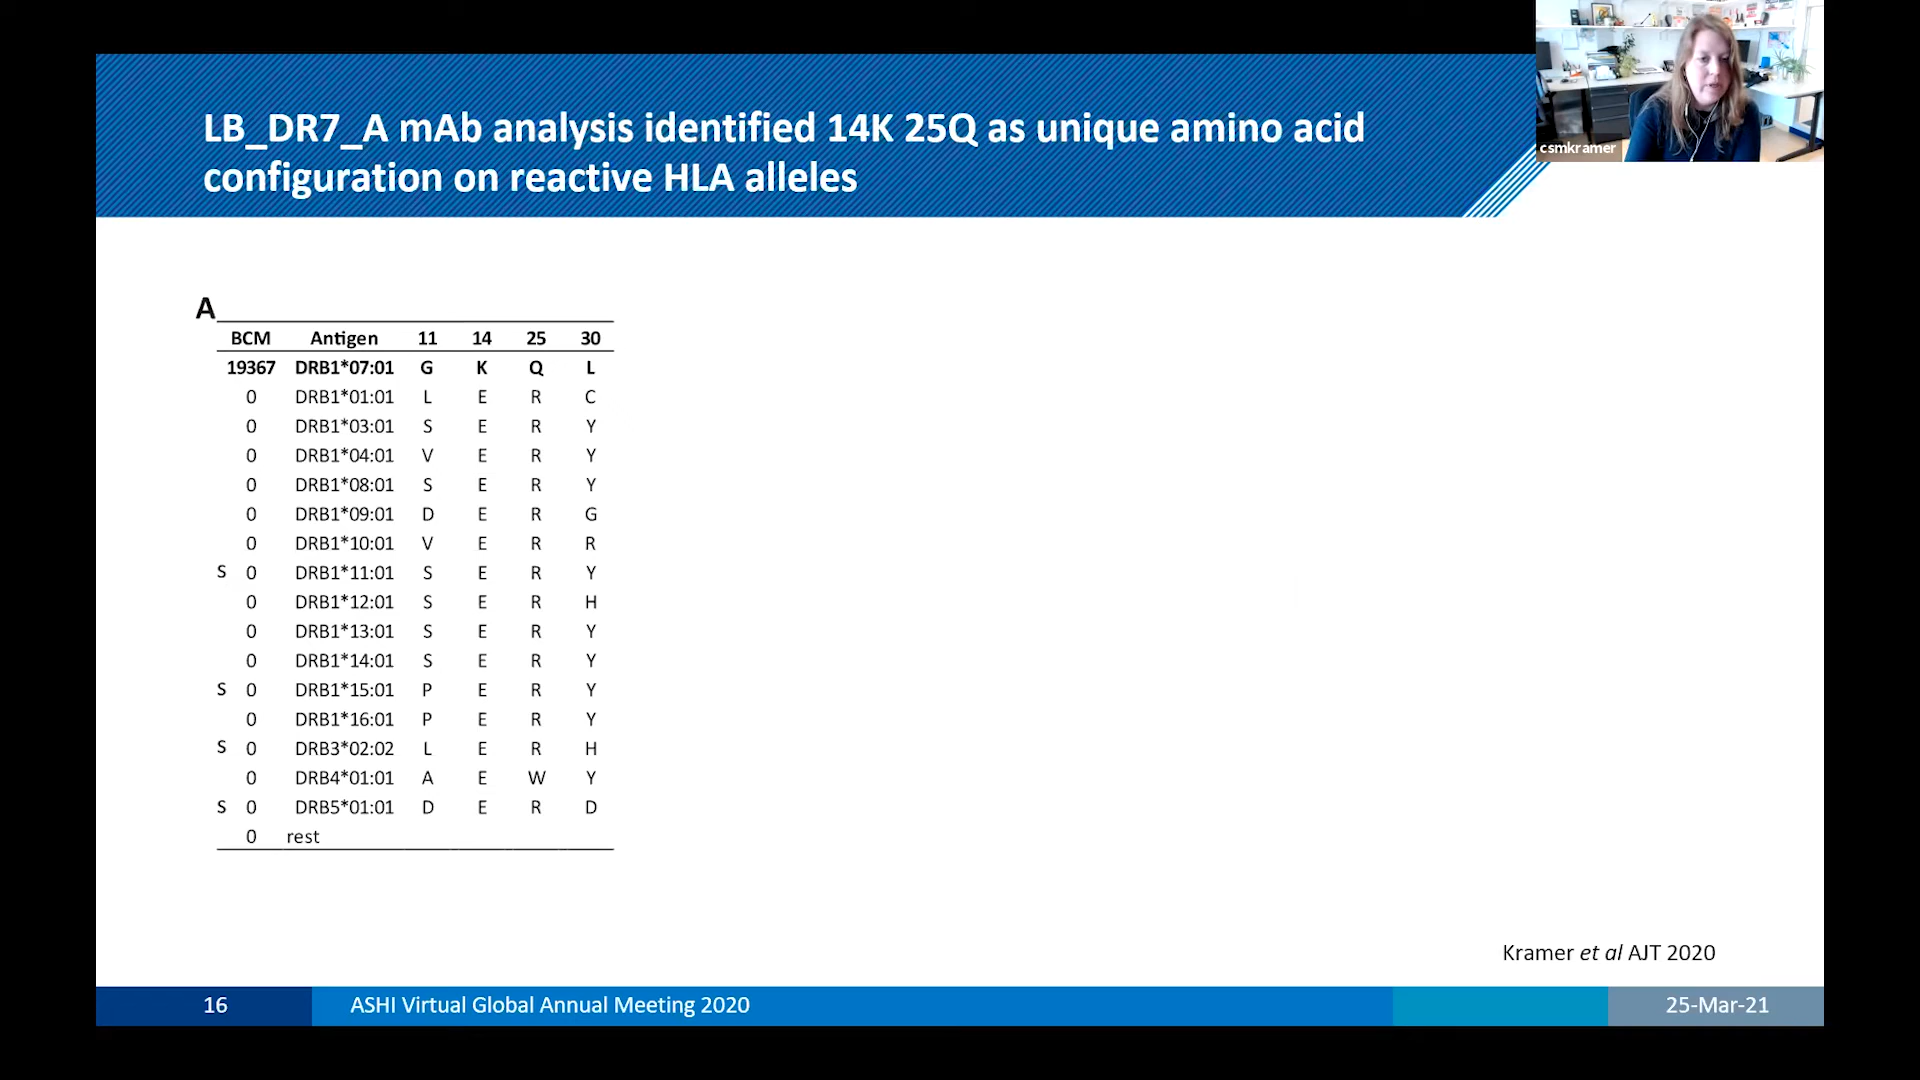 csmkramer
LB_DR7_A mAb analysis identified 14K 25Q as unique amino acid
configuration on reactive HLA alleles
A
BCM Antigen 11 14 25 30
19367 DRB1*07:01 G K Q L
0 DRB1*01:01 L E R C
0 DRB1*03:01 S E R Y
0 DRB1*04:01 V E R Y
0 DRB1*08:01 S E R Y
0 DRB1*09:01 D E R G
0 DRB1*10:01 V E R R
S 0 DRB1*11:01 S E R Y
0 DRB1*12:01 S E R H
0 DRB1*13:01 S E R Y
0 DRB1*14:01 S E R Y
S 0 DRB1*15:01 P E R Y
0 DRB1*16:01 P E R Y
S 0 DRB3*02:02 L E R H
0 DRB4*01:01 A E W Y
S 0 DRB5*01:01 D E R D
0 rest
Kramer et al AJT 2020
16 ASHI Virtual Global Annual Meeting 2020 25-Mar-21